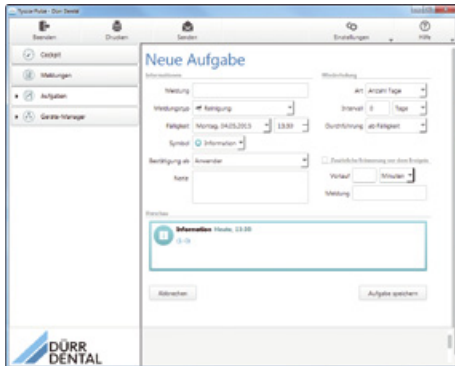 Tyscor Pulse - Dürr Dental
Beenden Drucken Senden Einstellungen Hilfe
Cockpit
Meldungen
Aufgaben
Geräte-Manager
Neue Aufgabe
Informationen
Wiederholung
Meldung
Art Anzahl Tage
Meldungstyp Reinigung
Intervall 0 Tage
Fälligkeit Montag, 04.05.2015 13:30
Durchführung ab Fälligkeit
Symbol Information
Bestätigung ab Anwender
Zusätzliche Erinnerung vor dem Ereignis
Notiz
Vorlauf Minuten
Meldung
Vorschau
Information Heute, 13:30
Abbrechen
Aufgabe speichern
DÜRR
DENTAL